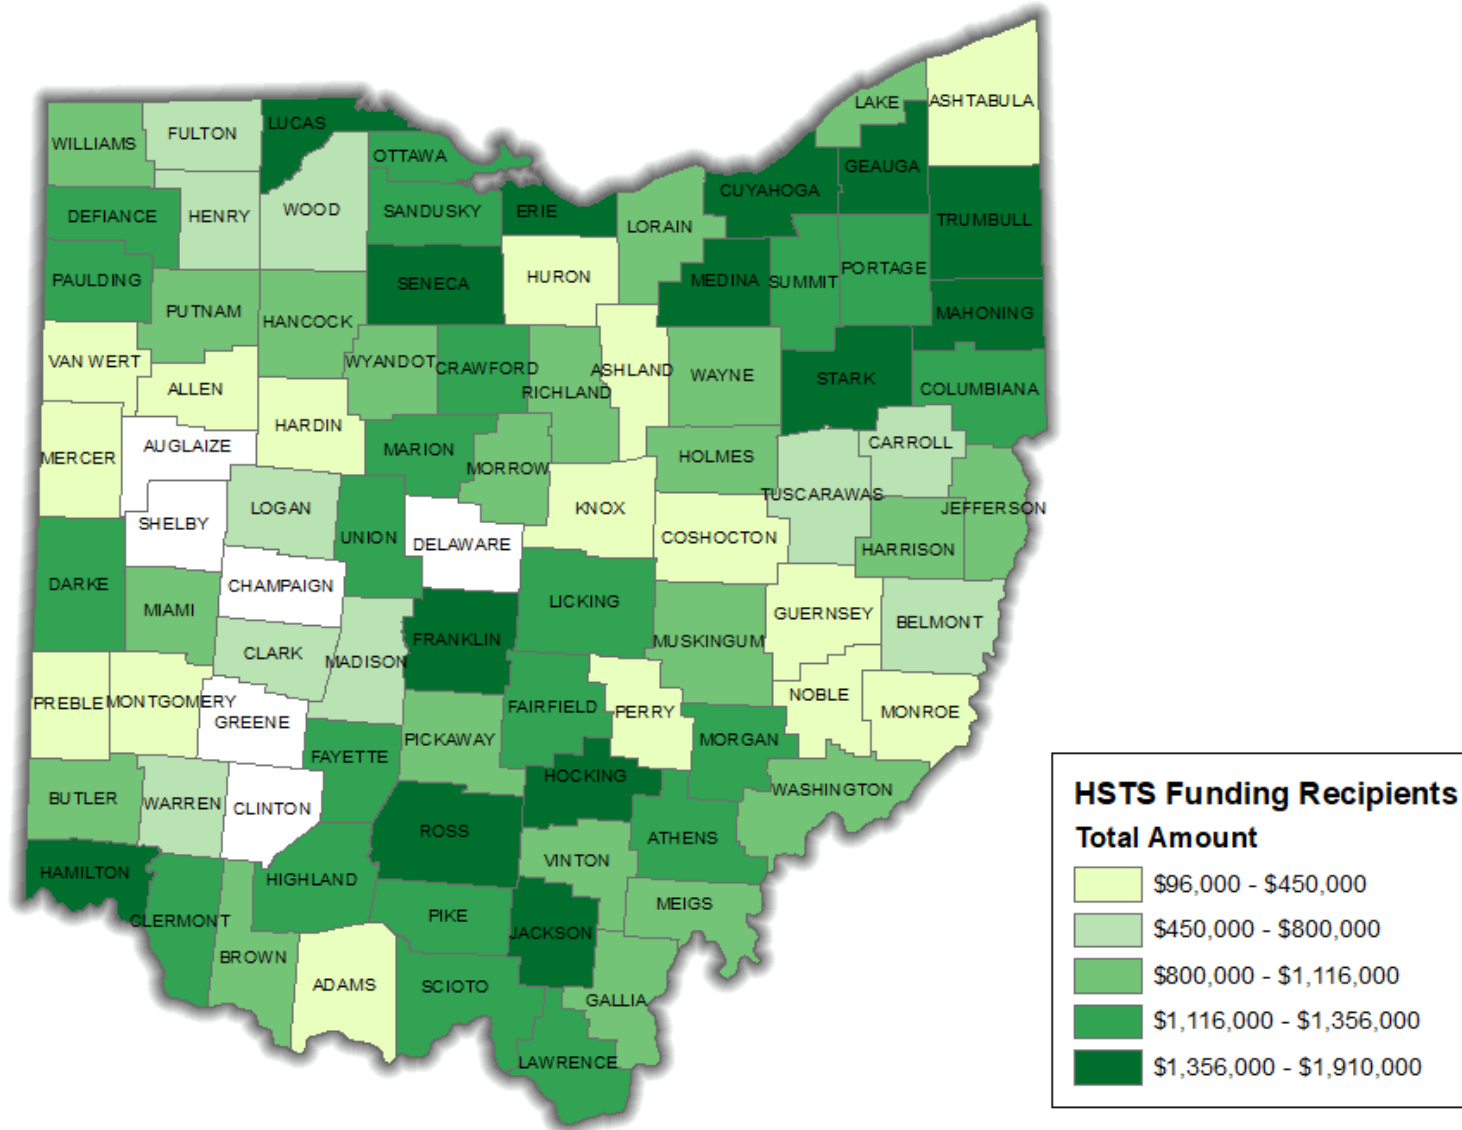 LAKE
ASHTABULA
WILLIAMS
FULTON
LUCAS
OTTAWA
GEAUGA
CUYAHOGA
DEFIANCE
HENRY
WOOD
SANDUSKY
ERIE
LORAIN
TRUMBULL
PAULDING
SENECA
HURON
MEDINA
SUMMIT
PORTAGE
PUTNAM
HANCOCK
MAHONING
VAN WERT
ALLEN
WYANDOT
CRAWFORD
RICHLAND
ASHLAND
WAYNE
STARK
COLUMBIANA
MERCER
AUGLAIZE
HARDIN
MARION
MORROW
HOLMES
CARROLL
TUSCARAWAS
SHELBY
LOGAN
UNION
DELAWARE
KNOX
COSHOCTON
HARRISON
JEFFERSON
DARKE
MIAMI
CHAMPAIGN
LICKING
GUERNSEY
BELMONT
CLARK
MADISON
FRANKLIN
MUSKINGUM
PREBLE
MONTGOMERY
GREENE
FAIRFIELD
PERRY
NOBLE
MONROE
FAYETTE
PICKAWAY
MORGAN
HOCKING
WASHINGTON
BUTLER
WARREN
CLINTON
ROSS
ATHENS
HAMILTON
HIGHLAND
VINTON
CLERMONT
PIKE
JACKSON
MEIGS
BROWN
ADAMS
SCIOTO
GALLIA
LAWRENCE
HSTS Funding Recipients
Total Amount
$96,000 - $450,000
$450,000 - $800,000
$800,000 - $1,116,000
$1,116,000 - $1,356,000
$1,356,000 - $1,910,000